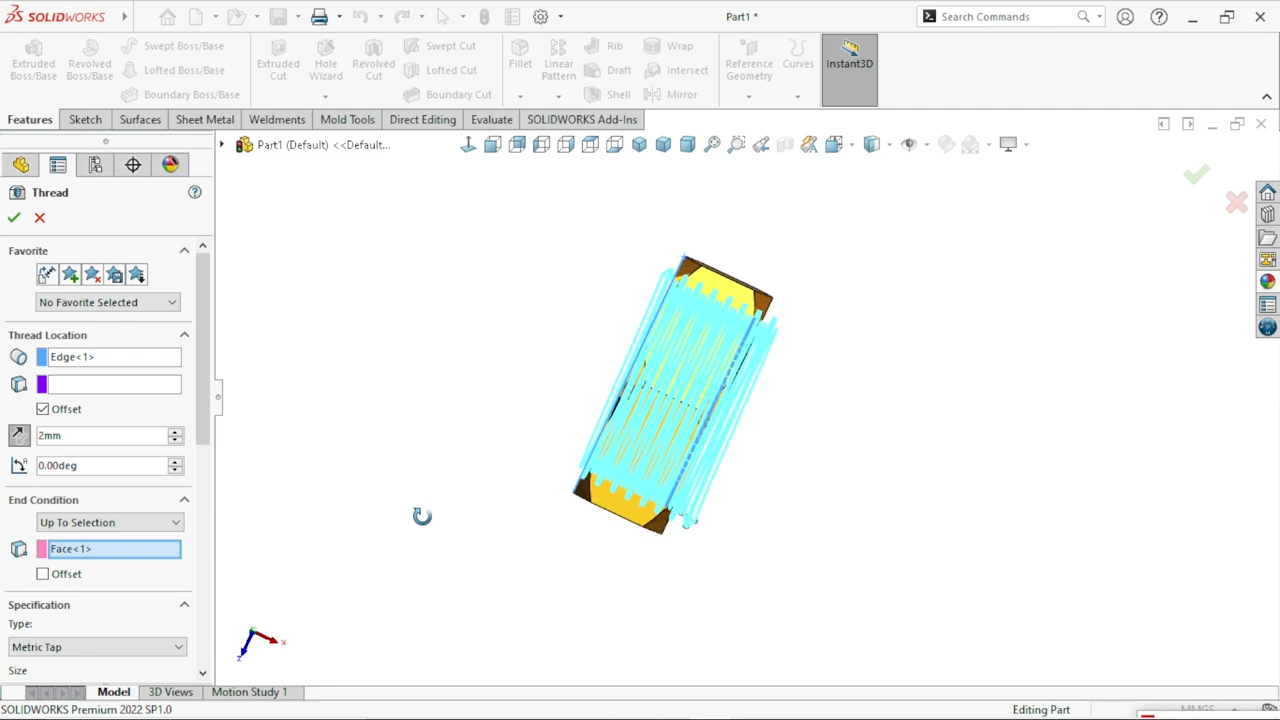 SOLIDWORKS
Part1 *
Search Commands
Extruded Boss/Base
Revolved Boss/Base
Swept Boss/Base
Lofted Boss/Base
Boundary Boss/Base
Extruded Cut
Hole Wizard
Revolved Cut
Swept Cut
Lofted Cut
Boundary Cut
Fillet
Linear Pattern
Rib
Draft
Shell
Wrap
Intersect
Mirror
Reference Geometry
Curves
Instant3D
Features
Sketch
Surfaces
Sheet Metal
Weldments
Mold Tools
Direct Editing
Evaluate
SOLIDWORKS Add-Ins
Part1 (Default) <<Default...
Thread
Favorite
No Favorite Selected
Thread Location
Edge<1>
Offset
2mm
0.00deg
End Condition
Up To Selection
Face<1>
Offset
Specification
Type:
Metric Tap
Size
x
z
Model
3D Views
Motion Study 1
SOLIDWORKS Premium 2022 SP1.0
Editing Part
MMGS